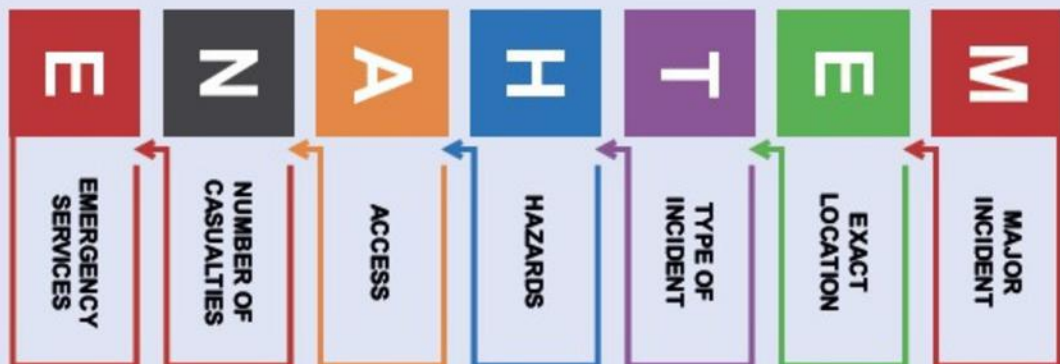 M
MAJOR
INCIDENT
E
EXACT
LOCATION
T
TYPE OF
INCIDENT
H
HAZARDS
A
ACCESS
N
NUMBER OF
CASUALTIES
E
EMERGENCY
SERVICES